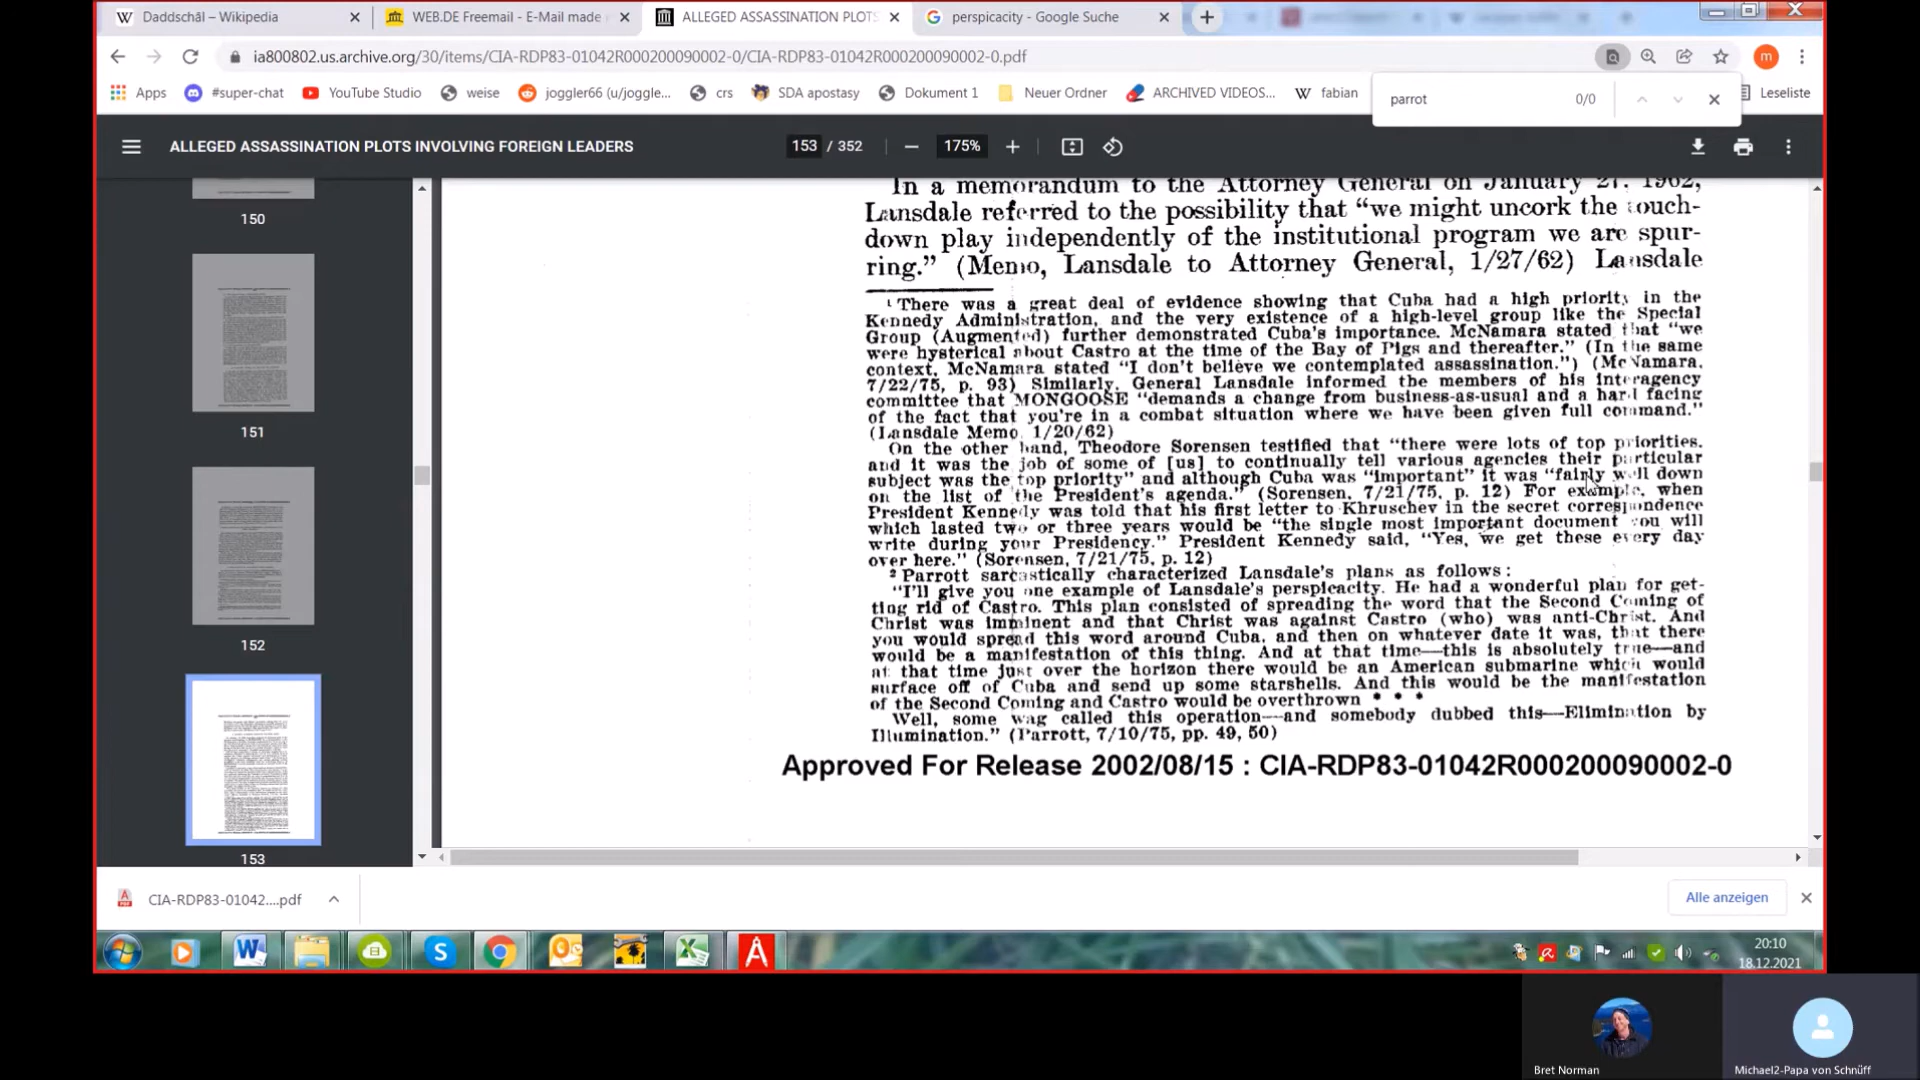 Daddschāl – Wikipedia
WEB.DE Freemail - E-Mail made
ALLEGED ASSASSINATION PLOTS
perspicacity - Google Suche
ia800802.us.archive.org/30/items/CIA-RDP83-01042R000200090002-0/CIA-RDP83-01042R000200090002-0.pdf
m
Apps
#super-chat
YouTube Studio
weise
joggler66 (u/joggle...
crs
SDA apostasy
Dokument 1
Neuer Ordner
ARCHIVED VIDEOS...
fabian
Leseliste
parrot
0/0
ALLEGED ASSASSINATION PLOTS INVOLVING FOREIGN LEADERS
153 / 352
175%
150
151
152
153
In a memorandum to the Attorney General on January 27, 1962,
Lansdale referred to the possibility that "we might uncork the touch-
down play independently of the institutional program we are spur-
ring." (Memo, Lansdale to Attorney General, 1/27/62) Lansdale
¹ There was a great deal of evidence showing that Cuba had a high priority in the
Kennedy Administration, and the very existence of a high-level group like the Special
Group (Augmented) further demonstrated Cuba's importance. McNamara stated that "we
were hysterical about Castro at the time of the Bay of Pigs and thereafter." (In the same
context, McNamara stated "I don't believe we contemplated assassination.") (McNamara,
7/22/75, p. 93) Similarly, General Lansdale informed the members of his interagency
committee that MONGOOSE "demands a change from business-as-usual and a hard facing
of the fact that you're in a combat situation where we have been given full command."
(Lansdale Memo, 1/20/62)
On the other hand, Theodore Sorensen testified that "there were lots of top priorities,
and it was the job of some of [us] to continually tell various agencies their particular
subject was the top priority" and although Cuba was "important" it was "fairly well down
on the list of the President's agenda." (Sorensen, 7/21/75, p. 12) For example, when
President Kennedy was told that his first letter to Khruschev in the secret correspondence
which lasted two or three years would be "the single most important document you will
write during your Presidency." President Kennedy said, "Yes, we get these every day
over here." (Sorensen, 7/21/75, p. 12)
² Parrott sarcastically characterized Lansdale's plans as follows:
"I'll give you one example of Lansdale's perspicacity. He had a wonderful plan for get-
ting rid of Castro. This plan consisted of spreading the word that the Second Coming of
Christ was imminent and that Christ was against Castro (who) was anti-Christ. And
you would spread this word around Cuba, and then on whatever date it was, that there
would be a manifestation of this thing. And at that time—this is absolutely true—and
at that time just over the horizon there would be an American submarine which would
surface off of Cuba and send up some starshells. And this would be the manifestation
of the Second Coming and Castro would be overthrown * * *
Well, some wag called this operation—and somebody dubbed this—Elimination by
Illumination." (Parrott, 7/10/75, pp. 49, 50)
Approved For Release 2002/08/15 : CIA-RDP83-01042R000200090002-0
CIA-RDP83-01042....pdf
Alle anzeigen
20:10
18.12.2021
Bret Norman
Michael2-Papa von Schnüff